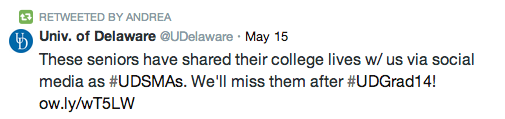 RETWEETED BY ANDREA
UD
Univ. of Delaware @UDelaware · May 15
These seniors have shared their college lives w/ us via social
media as #UDSMAs. We'll miss them after #UDGrad14!
ow.ly/wT5LW